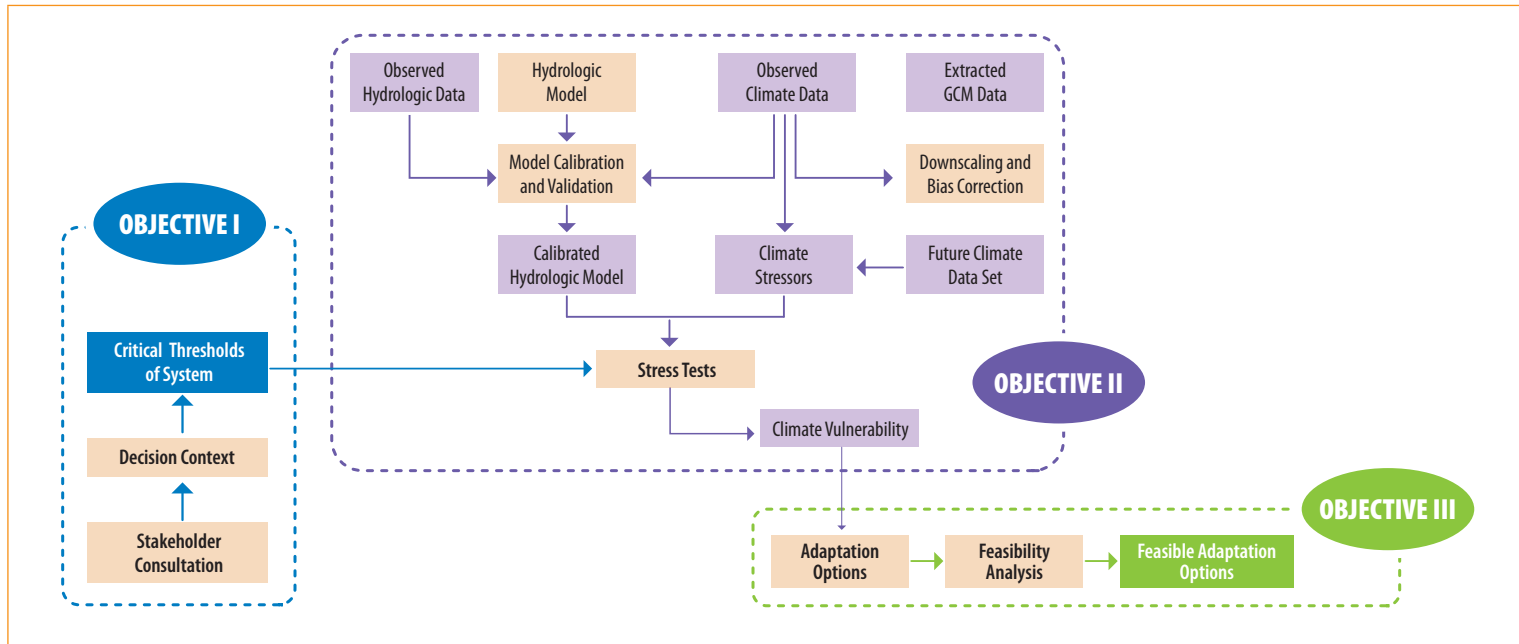 Observed
Hydrologic Data
Hydrologic
Model
Observed
Climate Data
Extracted
GCM Data
Model Calibration
and Validation
Downscaling and
Bias Correction
OBJECTIVE I
Calibrated
Hydrologic Model
Climate
Stressors
Future Climate
Data Set
Critical Thresholds
of System
Stress Tests
OBJECTIVE II
Climate Vulnerability
Decision Context
Stakeholder
Consultation
OBJECTIVE III
Adaptation
Options
Feasibility
Analysis
Feasible Adaptation
Options